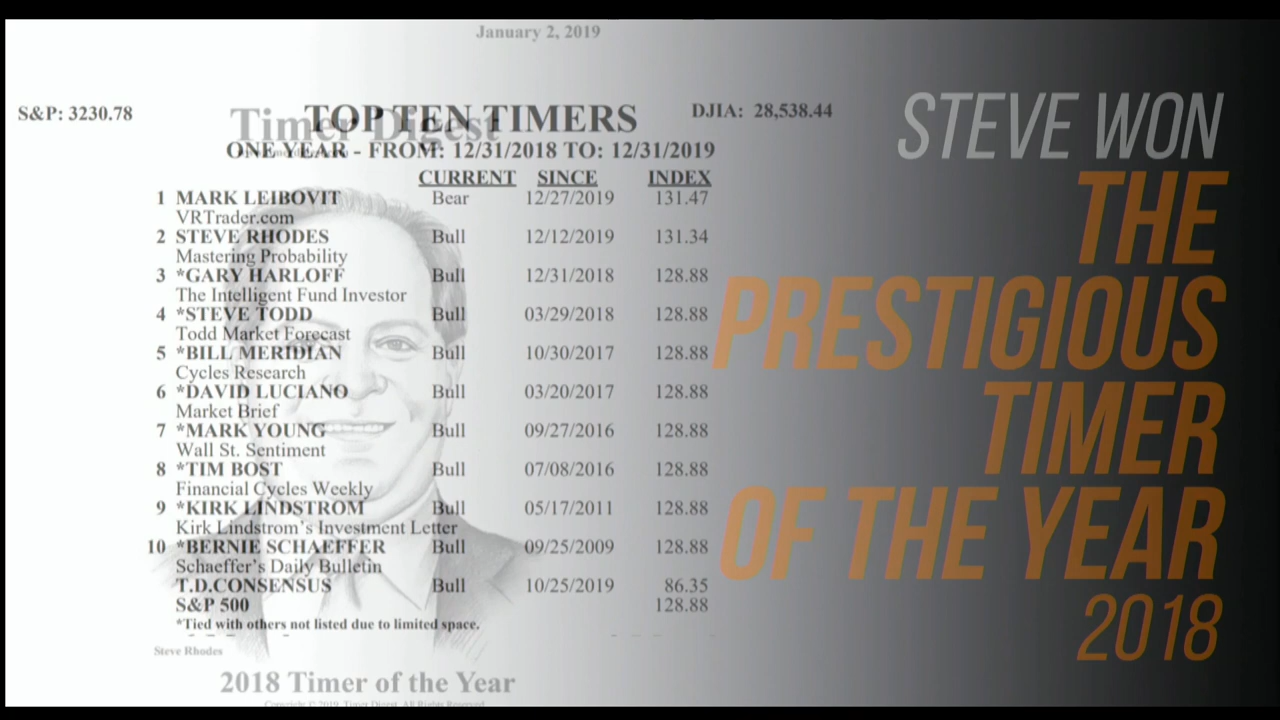 January 2, 2019
S&P: 3230.78
Timer Digest
TOP TEN TIMERS
DJIA: 28,538.44
ONE YEAR - FROM: 12/31/2018 TO: 12/31/2019
CURRENT SINCE INDEX
1 MARK LEIBOVIT Bear 12/27/2019 131.47
VRTrader.com
2 STEVE RHODES Bull 12/12/2019 131.34
Mastering Probability
3 *GARY HARLOFF Bull 12/31/2018 128.88
The Intelligent Fund Investor
4 *STEVE TODD Bull 03/29/2018 128.88
Todd Market Forecast
5 *BILL MERIDIAN Bull 10/30/2017 128.88
Cycles Research
6 *DAVID LUCIANO Bull 03/20/2017 128.88
Market Brief
7 *MARK YOUNG Bull 09/27/2016 128.88
Wall St. Sentiment
8 *TIM BOST Bull 07/08/2016 128.88
Financial Cycles Weekly
9 *KIRK LINDSTROM Bull 05/17/2011 128.88
Kirk Lindstrom's Investment Letter
10 *BERNIE SCHAEFFER Bull 09/25/2009 128.88
Schaeffer's Daily Bulletin
T.D.CONSENSUS Bull 10/25/2019 86.35
S&P 500 128.88
*Tied with others not listed due to limited space.
Steve Rhodes
2018 Timer of the Year
Copyright © 2019, Timer Digest, All Rights Reserved
STEVE WON
THE
PRESTIGIOUS
TIMER
OF THE YEAR
2018